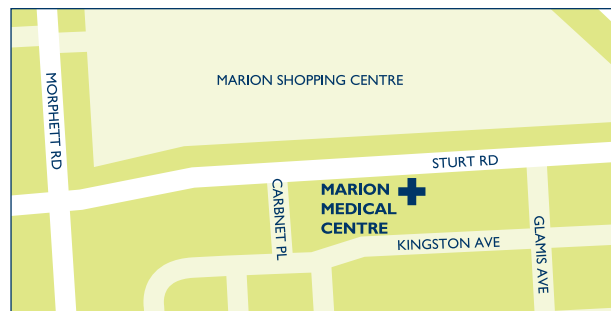 MORPHETT RD
MARION SHOPPING CENTRE
STURT RD
CARBNET PL
MARION
MEDICAL
CENTRE
KINGSTON AVE
GLAMIS AVE